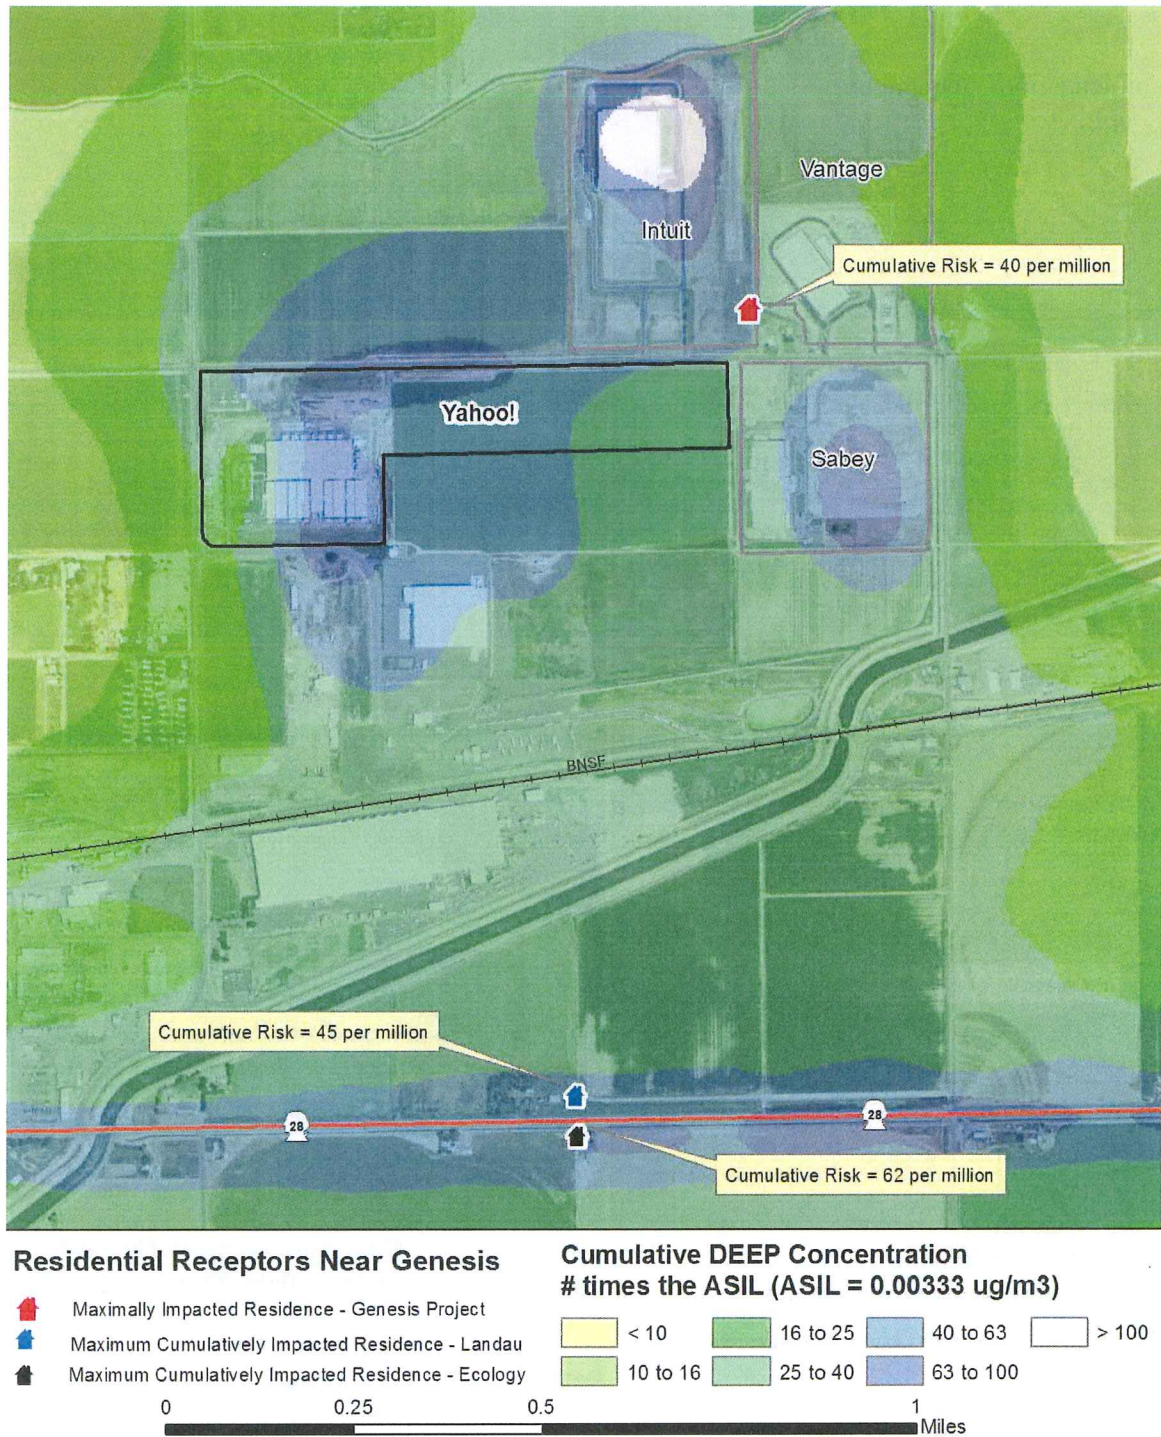 Vantage
Intuit
Cumulative Risk = 40 per million
Yahoo!
Sabey
BNSF
Cumulative Risk = 45 per million
28
28
Cumulative Risk = 62 per million
Residential Receptors Near Genesis
Maximally Impacted Residence - Genesis Project
Maximum Cumulatively Impacted Residence - Landau
Maximum Cumulatively Impacted Residence - Ecology
Cumulative DEEP Concentration
# times the ASIL (ASIL = 0.00333 ug/m3)
< 10
16 to 25
40 to 63
> 100
10 to 16
25 to 40
63 to 100
0
0.25
0.5
1
Miles